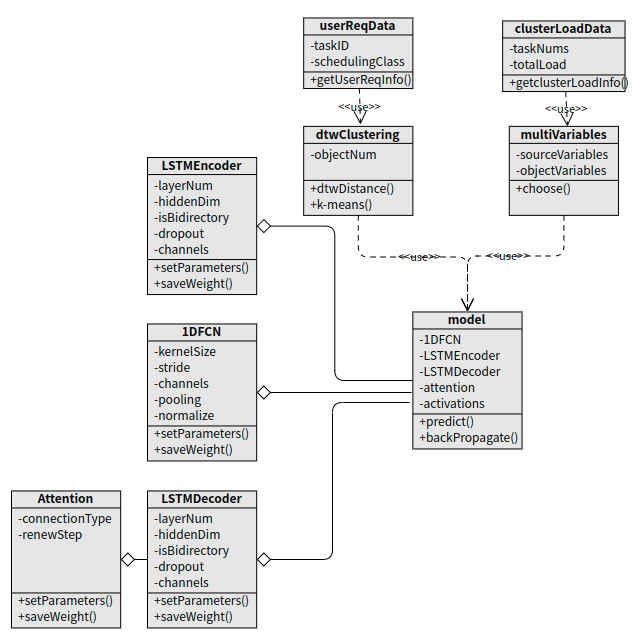 userReqData
-taskID
-schedulingClass
+getUserReqInfo()
clusterLoadData
-taskNums
-totalLoad
+getclusterLoadInfo()
<<use>>
<<use>>
dtwClustering
-objectNum
+dtwDistance()
+k-means()
multiVariables
-sourceVariables
-objectVariables
+choose()
LSTMEncoder
-layerNum
-hiddenDim
-isBidirectory
-dropout
-channels
+setParameters()
+saveWeight()
<<use>>
<<use>>
1DFCN
-kernelSize
-stride
-channels
-pooling
-normalize
+setParameters()
+saveWeight()
model
-1DFCN
-LSTMEncoder
-LSTMDecoder
-attention
-activations
+predict()
+backPropagate()
Attention
-connectionType
-renewStep
+setParameters()
+saveWeight()
LSTMDecoder
-layerNum
-hiddenDim
-isBidirectory
-dropout
-channels
+setParameters()
+saveWeight()